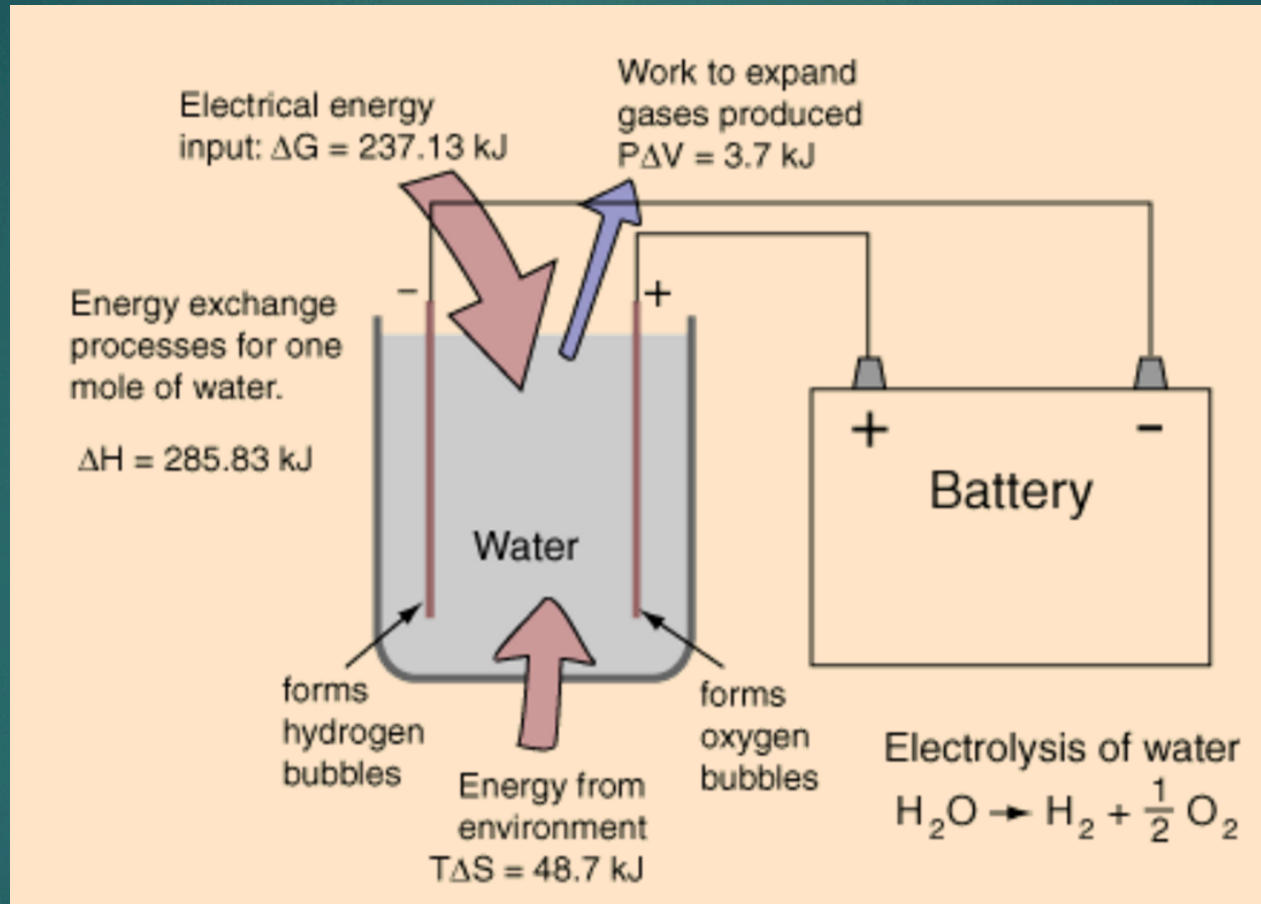 Electrical energy
input: ΔG = 237.13 kJ
Work to expand
gases produced
PΔV = 3.7 kJ
Energy exchange
processes for one
mole of water.
ΔH = 285.83 kJ
−
+
+
-
Battery
Water
forms
hydrogen
bubbles
forms
oxygen
bubbles
Energy from
environment
TΔS = 48.7 kJ
Electrolysis of water
H₂O → H₂ + 1/2 O₂